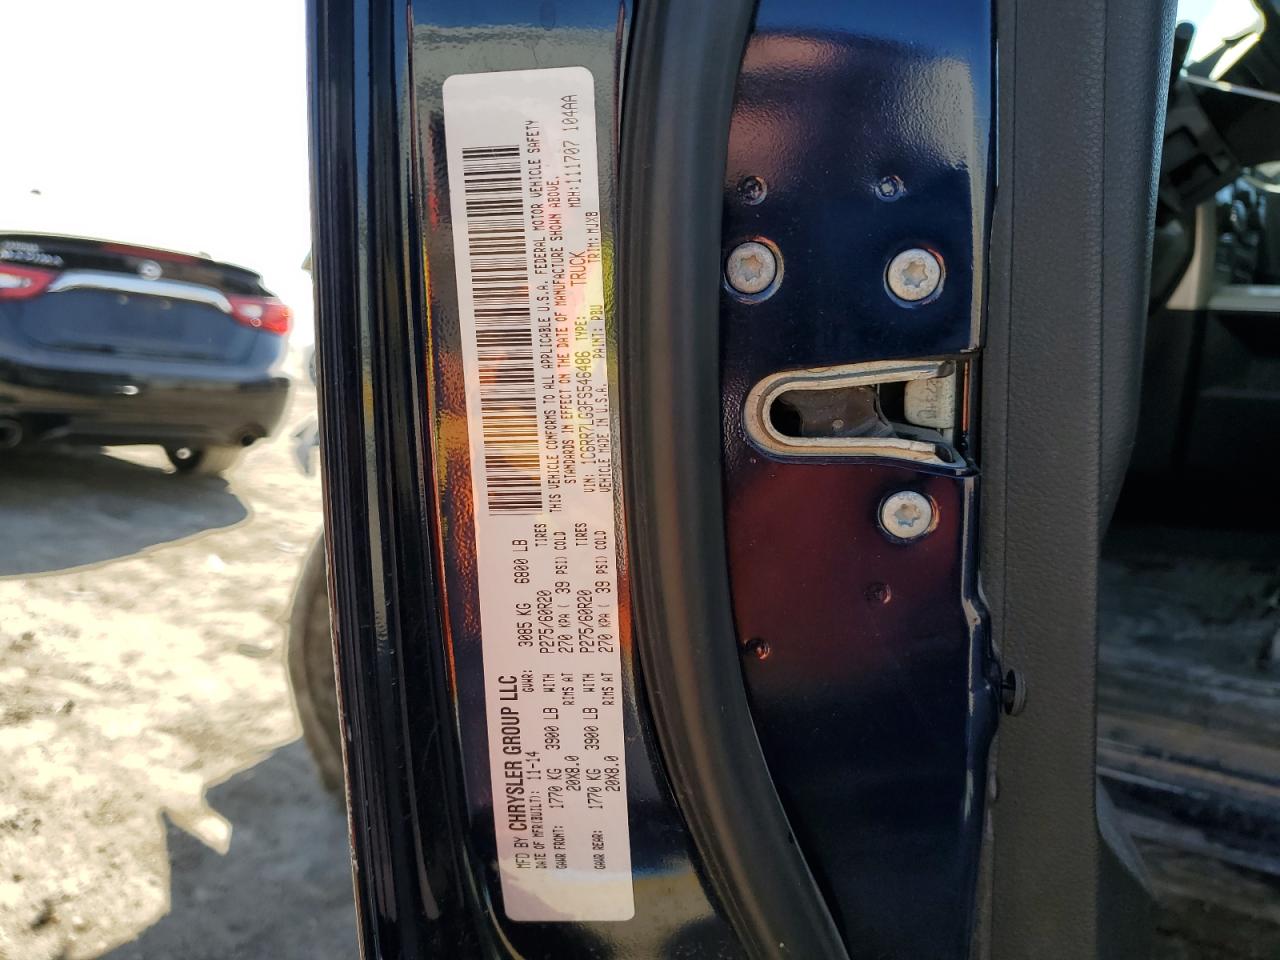 MFD BY CHRYSLER GROUP LLC
DATE OF MFR(BUILT): 11-14
GVWR: 3085 KG 6800 LB
GAWR FRONT: 1770 KG 3900 LB WITH P275/60R20 TIRES
20X8.0 RIMS AT 270 KPA ( 39 PSI) COLD
GAWR REAR: 1770 KG 3900 LB WITH P275/60R20 TIRES
20X8.0 RIMS AT 270 KPA ( 39 PSI) COLD
THIS VEHICLE CONFORMS TO ALL APPLICABLE U.S.A. FEDERAL MOTOR VEHICLE SAFETY
STANDARDS IN EFFECT ON THE DATE OF MANUFACTURE SHOWN ABOVE.
VIN: 1C6RR7LG3FS546486 TYPE: TRUCK MDH: 111707 104AA
VEHICLE MADE IN U.S.A. PAINT: PBU TRIM: MJXB